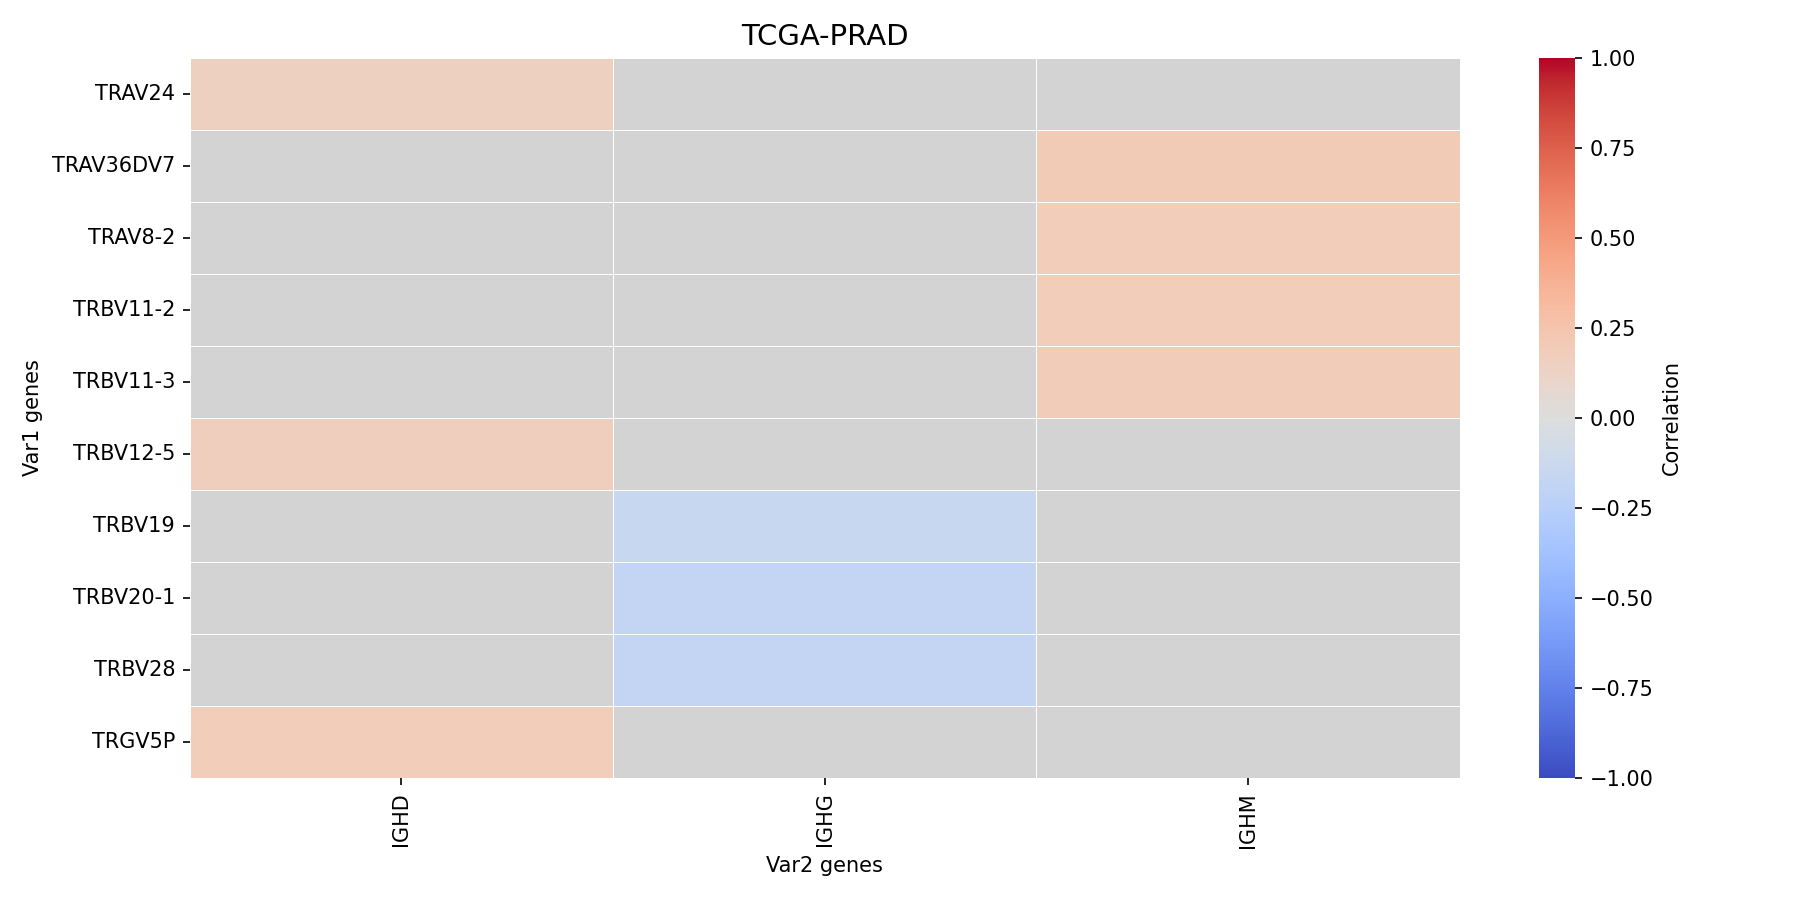 TCGA-PRAD
TRAV24
TRAV36DV7
TRAV8-2
TRBV11-2
TRBV11-3
TRBV12-5
TRBV19
TRBV20-1
TRBV28
TRGV5P
Var1 genes
IGHD
IGHG
IGHM
Var2 genes
1.00
0.75
0.50
0.25
0.00
−0.25
−0.50
−0.75
−1.00
Correlation